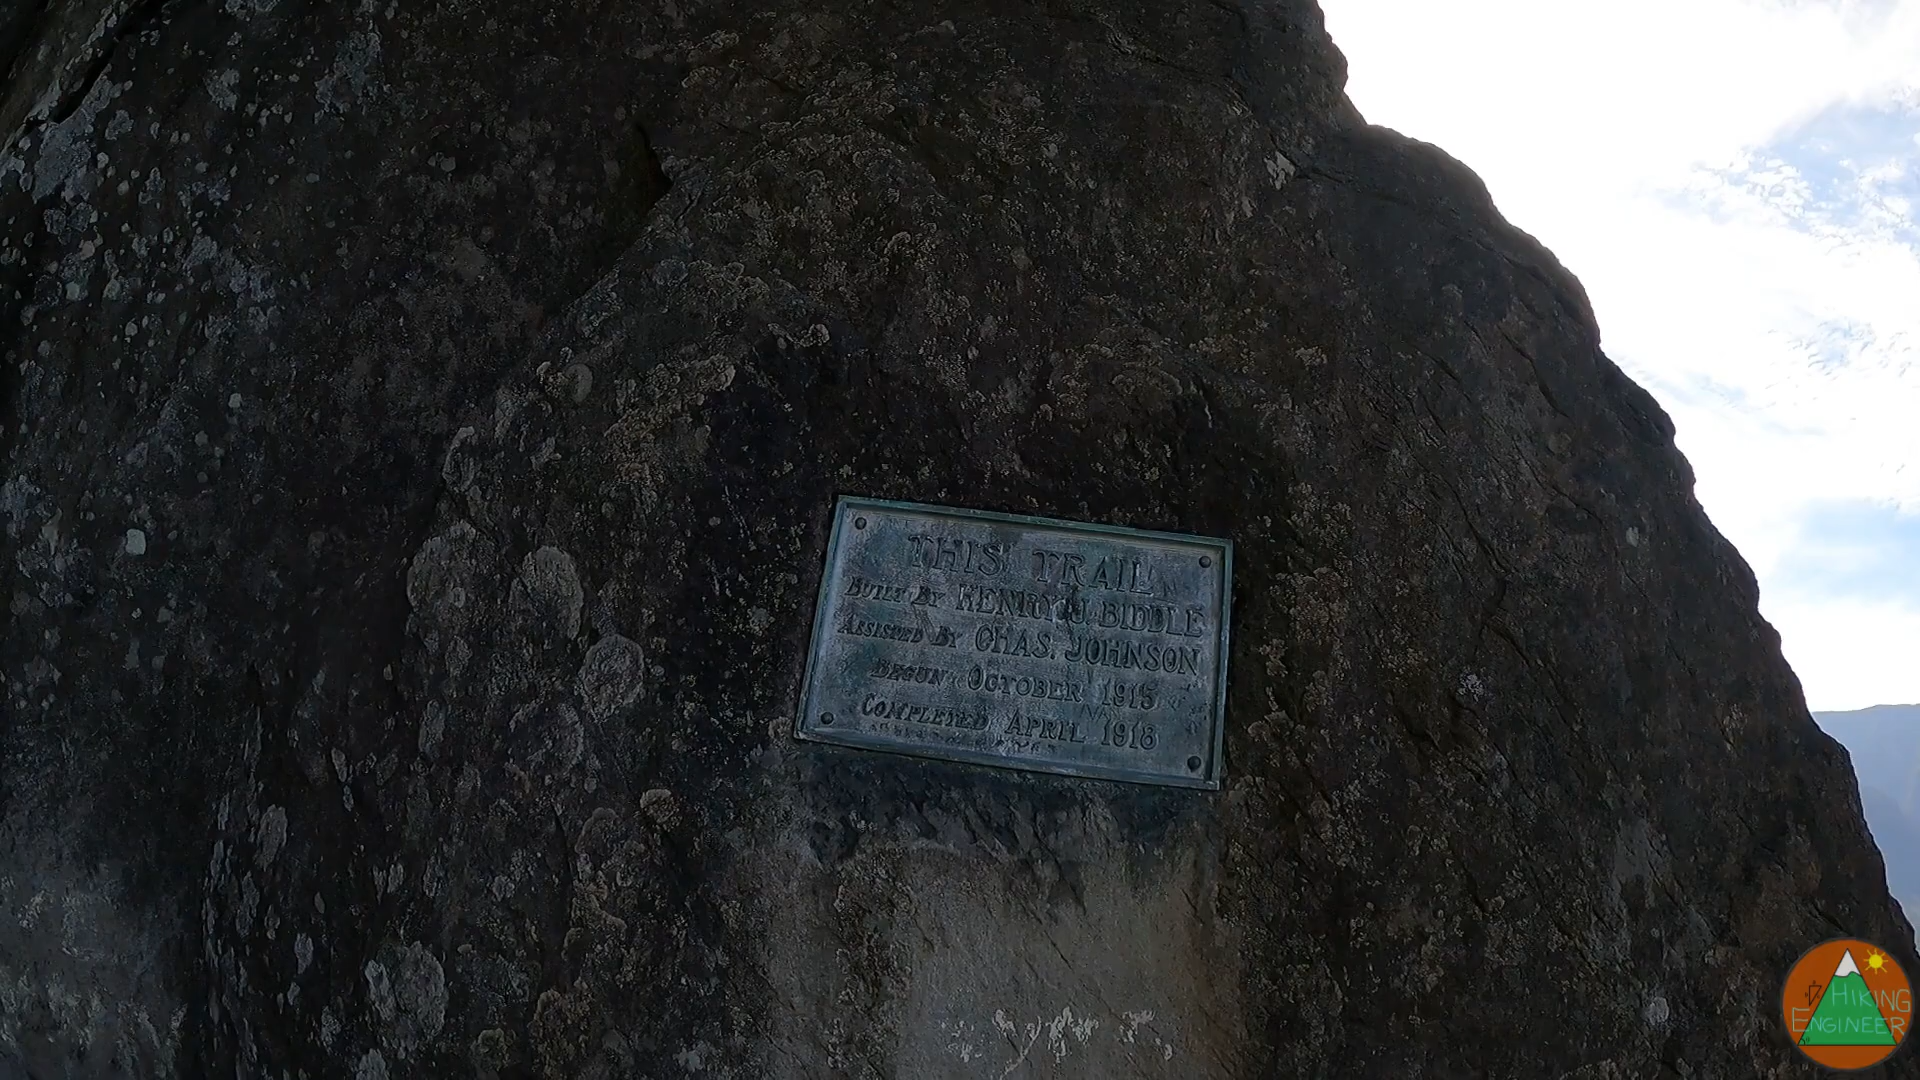 THIS TRAIL
BUILT BY HENRY J. BIDDLE
ASSISTED BY CHAS. JOHNSON
BEGUN OCTOBER 1915
COMPLETED APRIL 1918
HIKING
ENGINEER